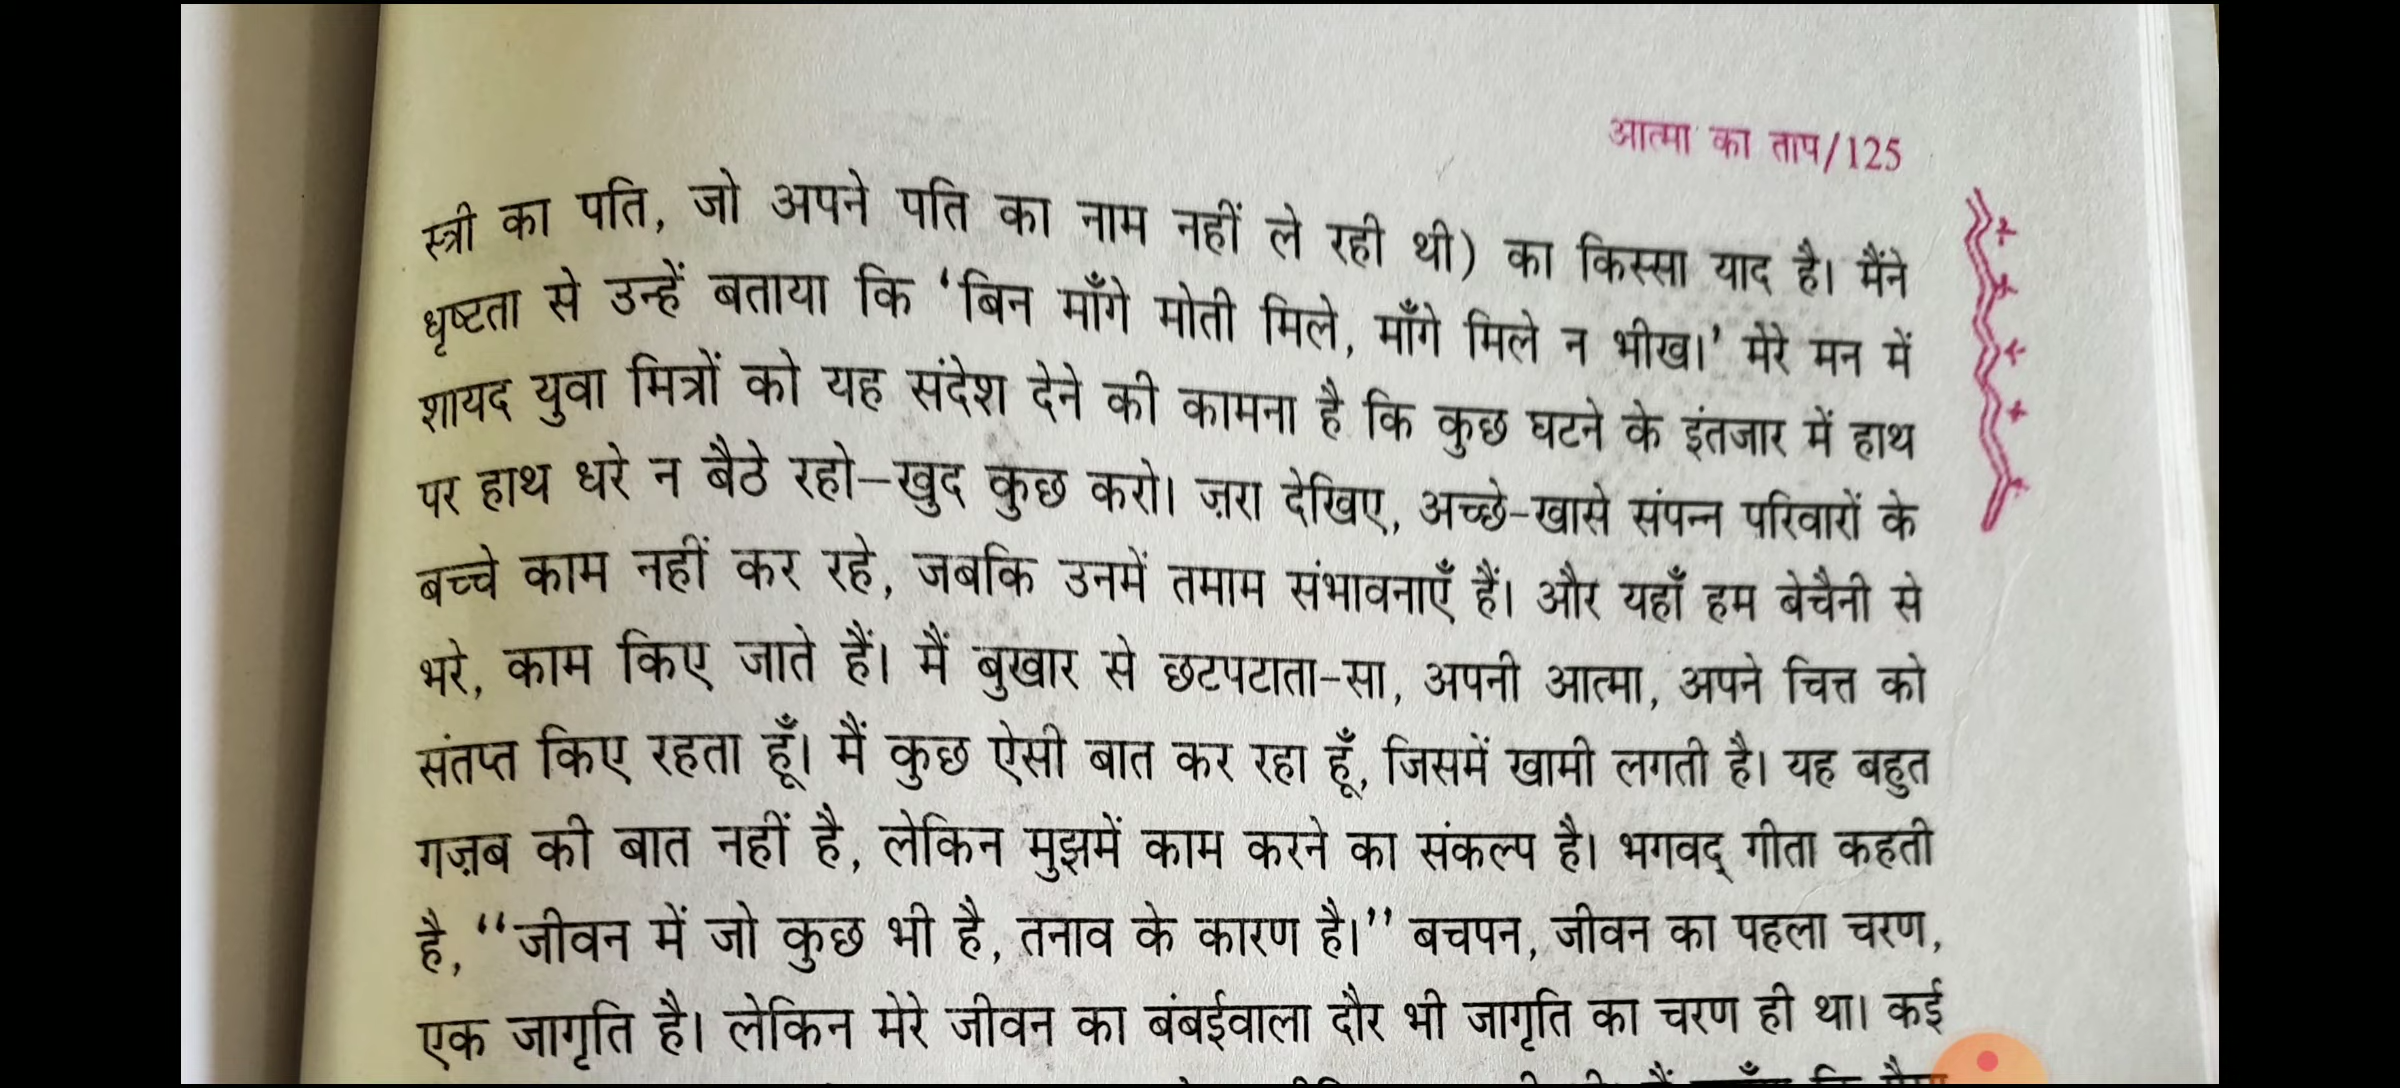 आत्मा का ताप/125
स्त्री का पति, जो अपने पति का नाम नहीं ले रही थी) का किस्सा याद है। मैंने
धृष्टता से उन्हें बताया कि ‘बिन माँगे मोती मिले, माँगे मिले न भीख।’ मेरे मन में
शायद युवा मित्रों को यह संदेश देने की कामना है कि कुछ घटने के इंतजार में हाथ
पर हाथ धरे न बैठे रहो–खुद कुछ करो। ज़रा देखिए, अच्छे-खासे संपन्न परिवारों के
बच्चे काम नहीं कर रहे, जबकि उनमें तमाम संभावनाएँ हैं। और यहाँ हम बेचैनी से
भरे, काम किए जाते हैं। मैं बुखार से छटपटाता-सा, अपनी आत्मा, अपने चित्त को
संतप्त किए रहता हूँ। मैं कुछ ऐसी बात कर रहा हूँ, जिसमें खामी लगती है। यह बहुत
गज़ब की बात नहीं है, लेकिन मुझमें काम करने का संकल्प है। भगवद् गीता कहती
है, “जीवन में जो कुछ भी है, तनाव के कारण है।” बचपन, जीवन का पहला चरण,
एक जागृति है। लेकिन मेरे जीवन का बंबईवाला दौर भी जागृति का चरण ही था। कई